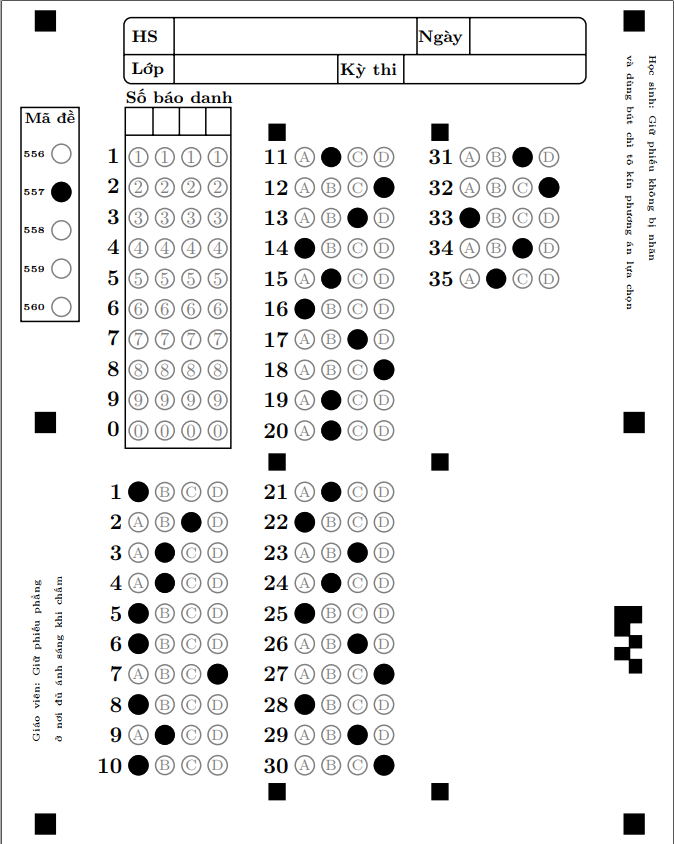 HS Ngày
Lớp Kỳ thi
Mã đề
556
557
558
559
560
Số báo danh
1 1 1 1 1
2 2 2 2 2
3 3 3 3 3
4 4 4 4 4
5 5 5 5 5
6 6 6 6 6
7 7 7 7 7
8 8 8 8 8
9 9 9 9 9
0 0 0 0 0
1 B C D
2 A B D
3 A C D
4 A C D
5 B C D
6 B C D
7 A B C
8 B C D
9 A C D
10 B C D
11 A C D
12 A B C
13 A B D
14 B C D
15 A C D
16 B C D
17 A B D
18 A B C
19 A C D
20 A C D
21 A C D
22 B C D
23 A B D
24 A C D
25 B C D
26 A B D
27 A B C
28 B C D
29 A B D
30 A B C
31 A B D
32 A B C
33 B C D
34 A B D
35 A C D
Học sinh: Giữ phiếu không bị nhăn
và dùng bút chì tô kín phương án lựa chọn
Giáo viên: Giữ phiếu phẳng
ở nơi đủ ánh sáng khi chấm